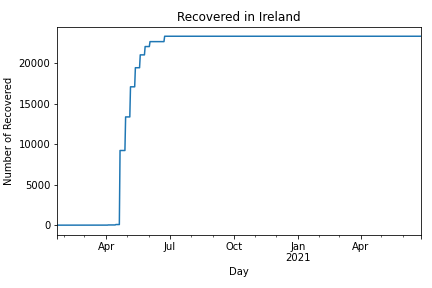 Recovered in Ireland
Number of Recovered
20000
15000
10000
5000
0
Apr
Jul
Oct
Jan
2021
Apr
Day